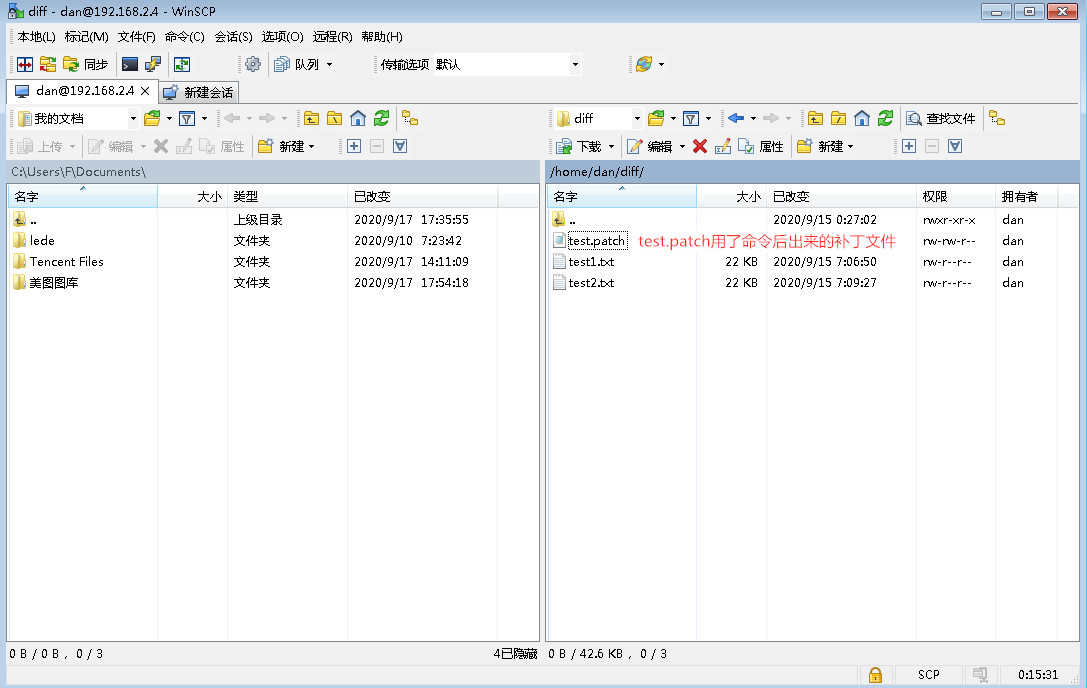 diff - dan@192.168.2.4 - WinSCP
本地(L) 标记(M) 文件(F) 命令(C) 会话(S) 选项(O) 远程(R) 帮助(H)
同步 队列 传输选项 默认
dan@192.168.2.4 新建会话
我的文档 diff 查找文件
上传 编辑 属性 新建 下载 编辑 属性 新建
C:\Users\F\Documents\ /home/dan/diff/
名字 大小 类型 已改变 名字 大小 已改变 权限 拥有者
.. 上级目录 2020/9/17 17:35:55 .. 2020/9/15 0:27:02 rwxr-xr-x dan
lede 文件夹 2020/9/10 7:23:42 test.patch test.patch用了命令后出来的补丁文件 rw-rw-r-- dan
Tencent Files 文件夹 2020/9/17 14:11:09 test1.txt 22 KB 2020/9/15 7:06:50 rw-r--r-- dan
美图图库 文件夹 2020/9/17 17:54:18 test2.txt 22 KB 2020/9/15 7:09:27 rw-r--r-- dan
0 B / 0 B , 0 / 3 4已隐藏 0 B / 42.6 KB , 0 / 3
SCP 0:15:31